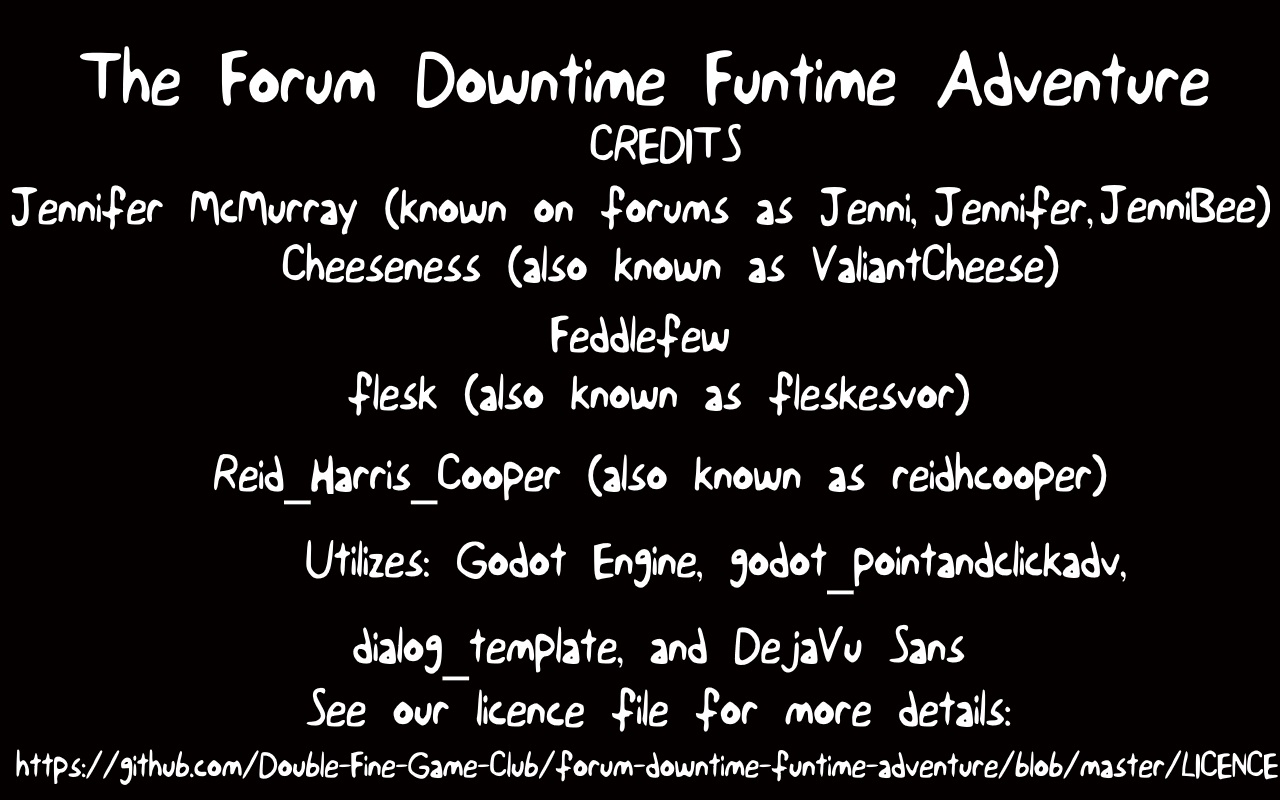 The Forum Downtime Funtime Adventure
CREDITS
Jennifer McMurray (known on forums as Jenni, Jennifer, JenniBee)
Cheeseness (also known as ValiantCheese)
Feddlefew
flesk (also known as fleskesvor)
Reid_Harris_Cooper (also known as reidhcooper)
Utilizes: Godot Engine, godot_pointandclickadv,
dialog_template, and DejaVu Sans
See our licence file for more details:
https://github.com/Double-Fine-Game-Club/forum-downtime-funtime-adventure/blob/master/LICENCE